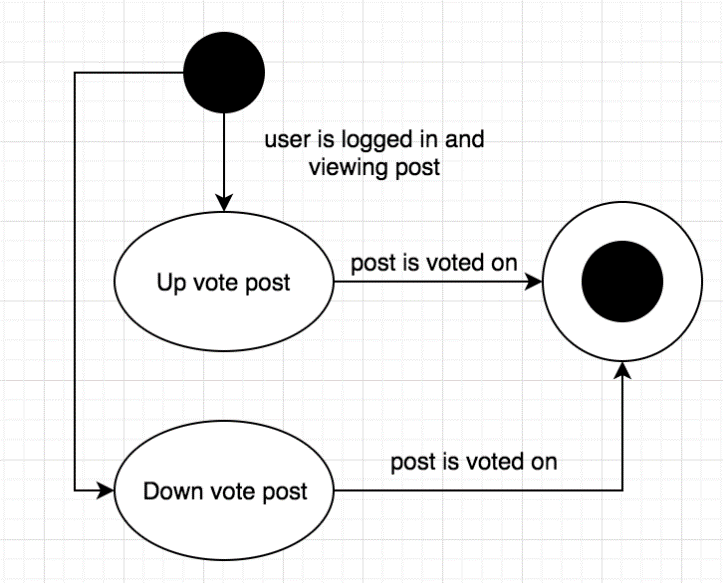 user is logged in and
viewing post
Up vote post
post is voted on
Down vote post
post is voted on